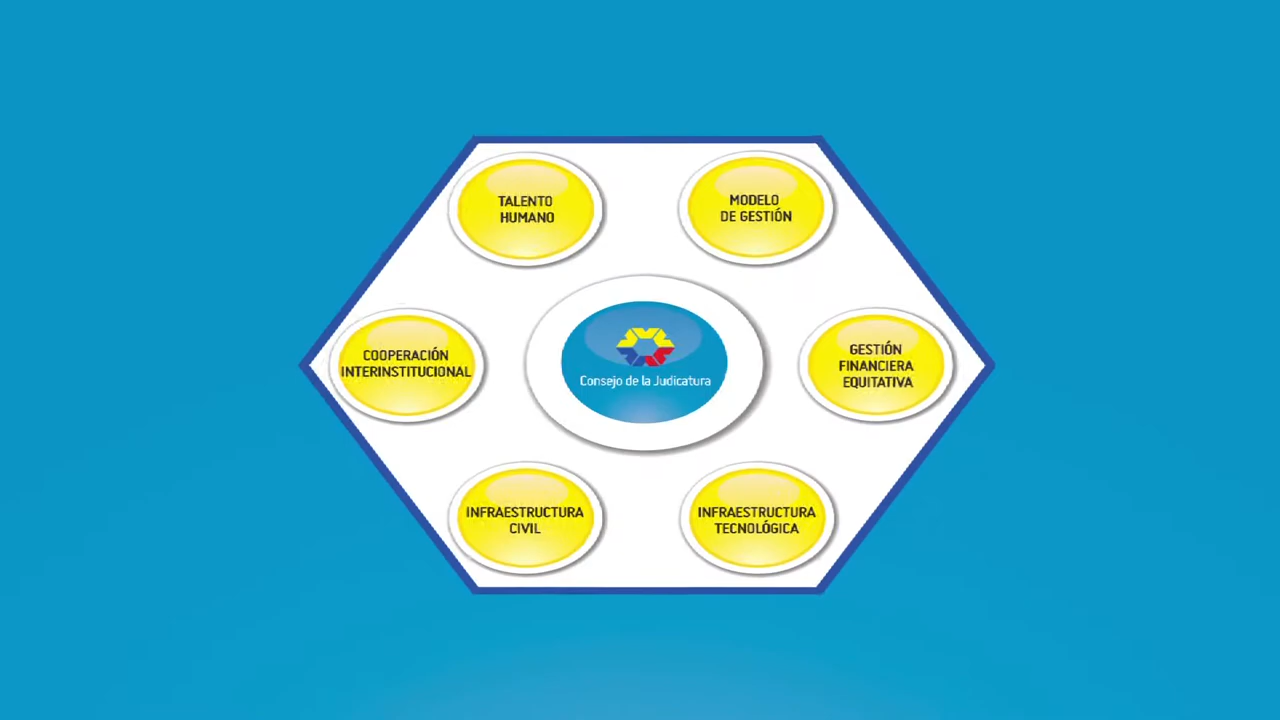 TALENTO
HUMANO
MODELO
DE GESTIÓN
COOPERACIÓN
INTERINSTITUCIONAL
Consejo de la Judicatura
GESTIÓN
FINANCIERA
EQUITATIVA
INFRAESTRUCTURA
CIVIL
INFRAESTRUCTURA
TECNOLÓGICA